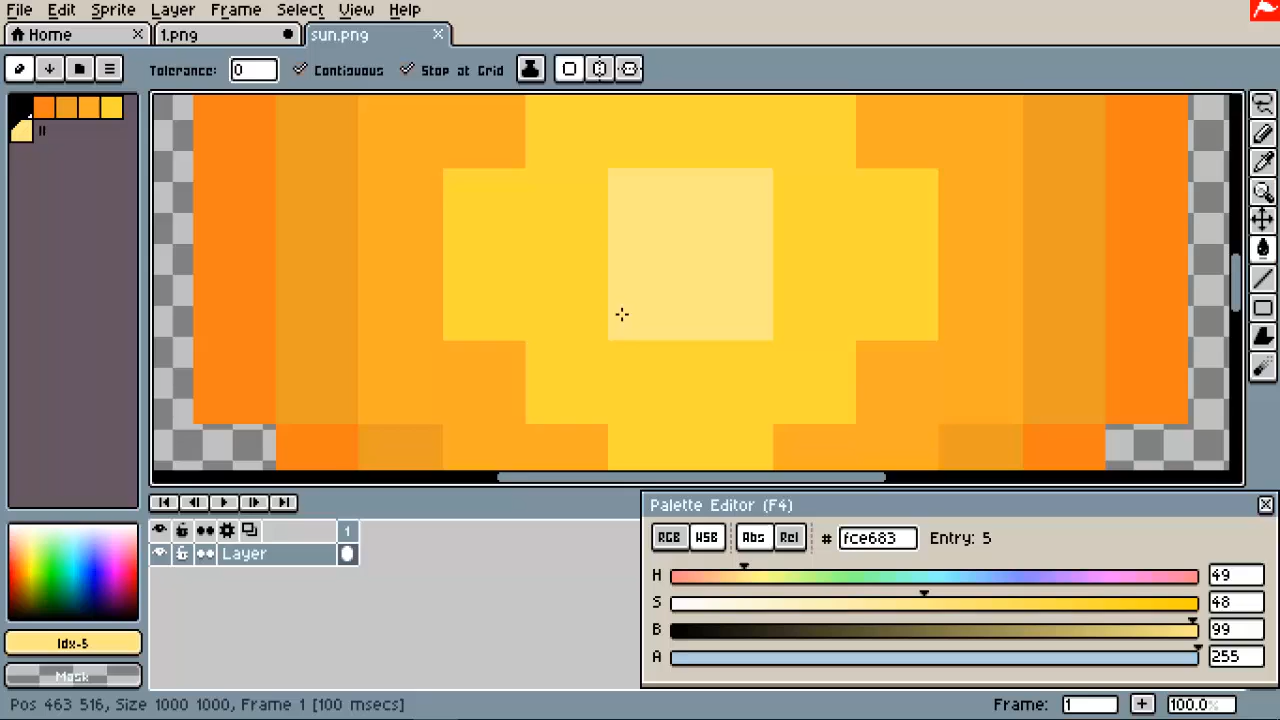 File Edit Sprite Layer Frame Select View Help
Home 1.png sun.png
Tolerance: 0 Contiguous Stop at Grid
Palette Editor (F4)
RGB HSB Abs Rel # fce683 Entry: 5
1
Layer
H 49
S 48
B 99
A 255
Idx-5
Mask
Pos 463 516, Size 1000 1000, Frame 1 [100 msecs] Frame: 1 + 100.0